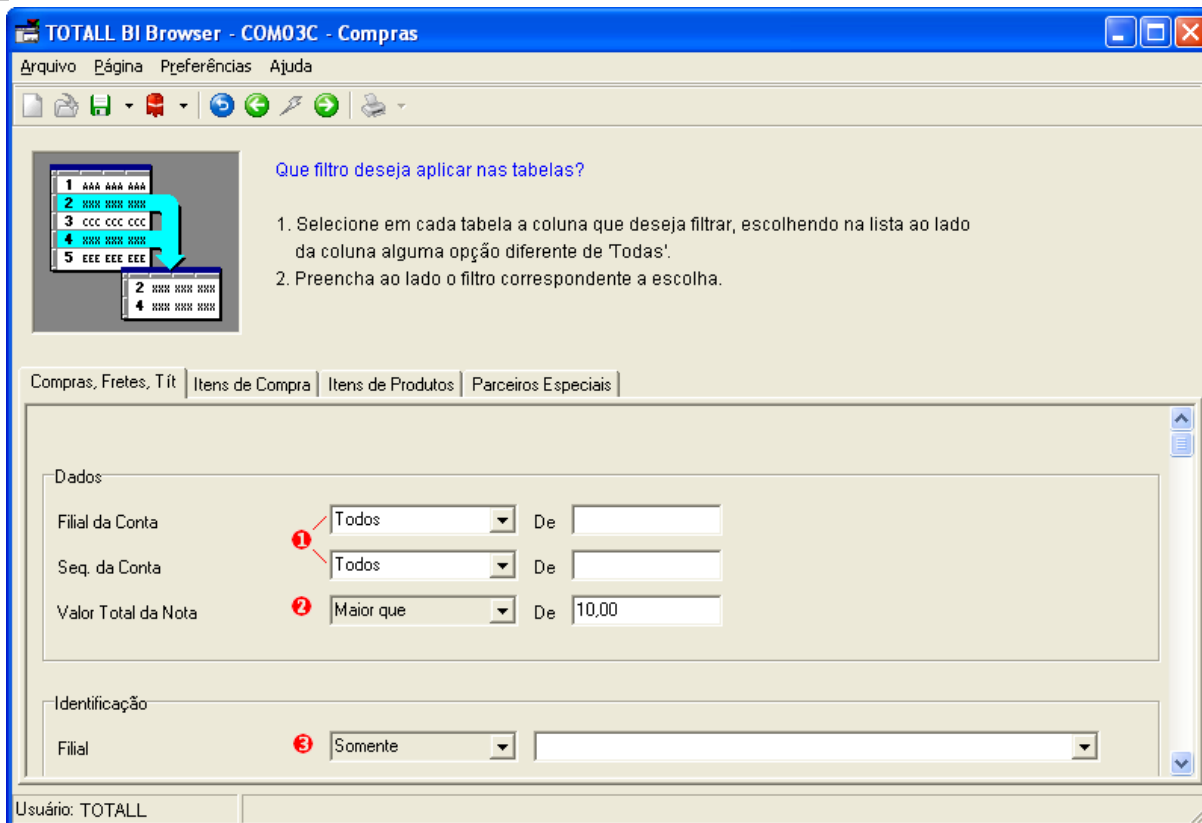 TOTALL BI Browser - COM03C - Compras
Arquivo Página Preferências Ajuda
Que filtro deseja aplicar nas tabelas?
1 AAA AAA AAA
2 XXX XXX XXX
3 CCC CCC CCC
4 XXX XXX XXX
5 EEE EEE EEE
2 XXX XXX XXX
4 XXX XXX XXX
1. Selecione em cada tabela a coluna que deseja filtrar, escolhendo na lista ao lado
da coluna alguma opção diferente de 'Todas'.
2. Preencha ao lado o filtro correspondente a escolha.
Compras, Fretes, Tít Itens de Compra Itens de Produtos Parceiros Especiais
Dados
Filial da Conta Todos De
1
Seq. da Conta Todos De
Valor Total da Nota 2 Maior que De 10,00
Identificação
Filial 3 Somente
Usuário: TOTALL